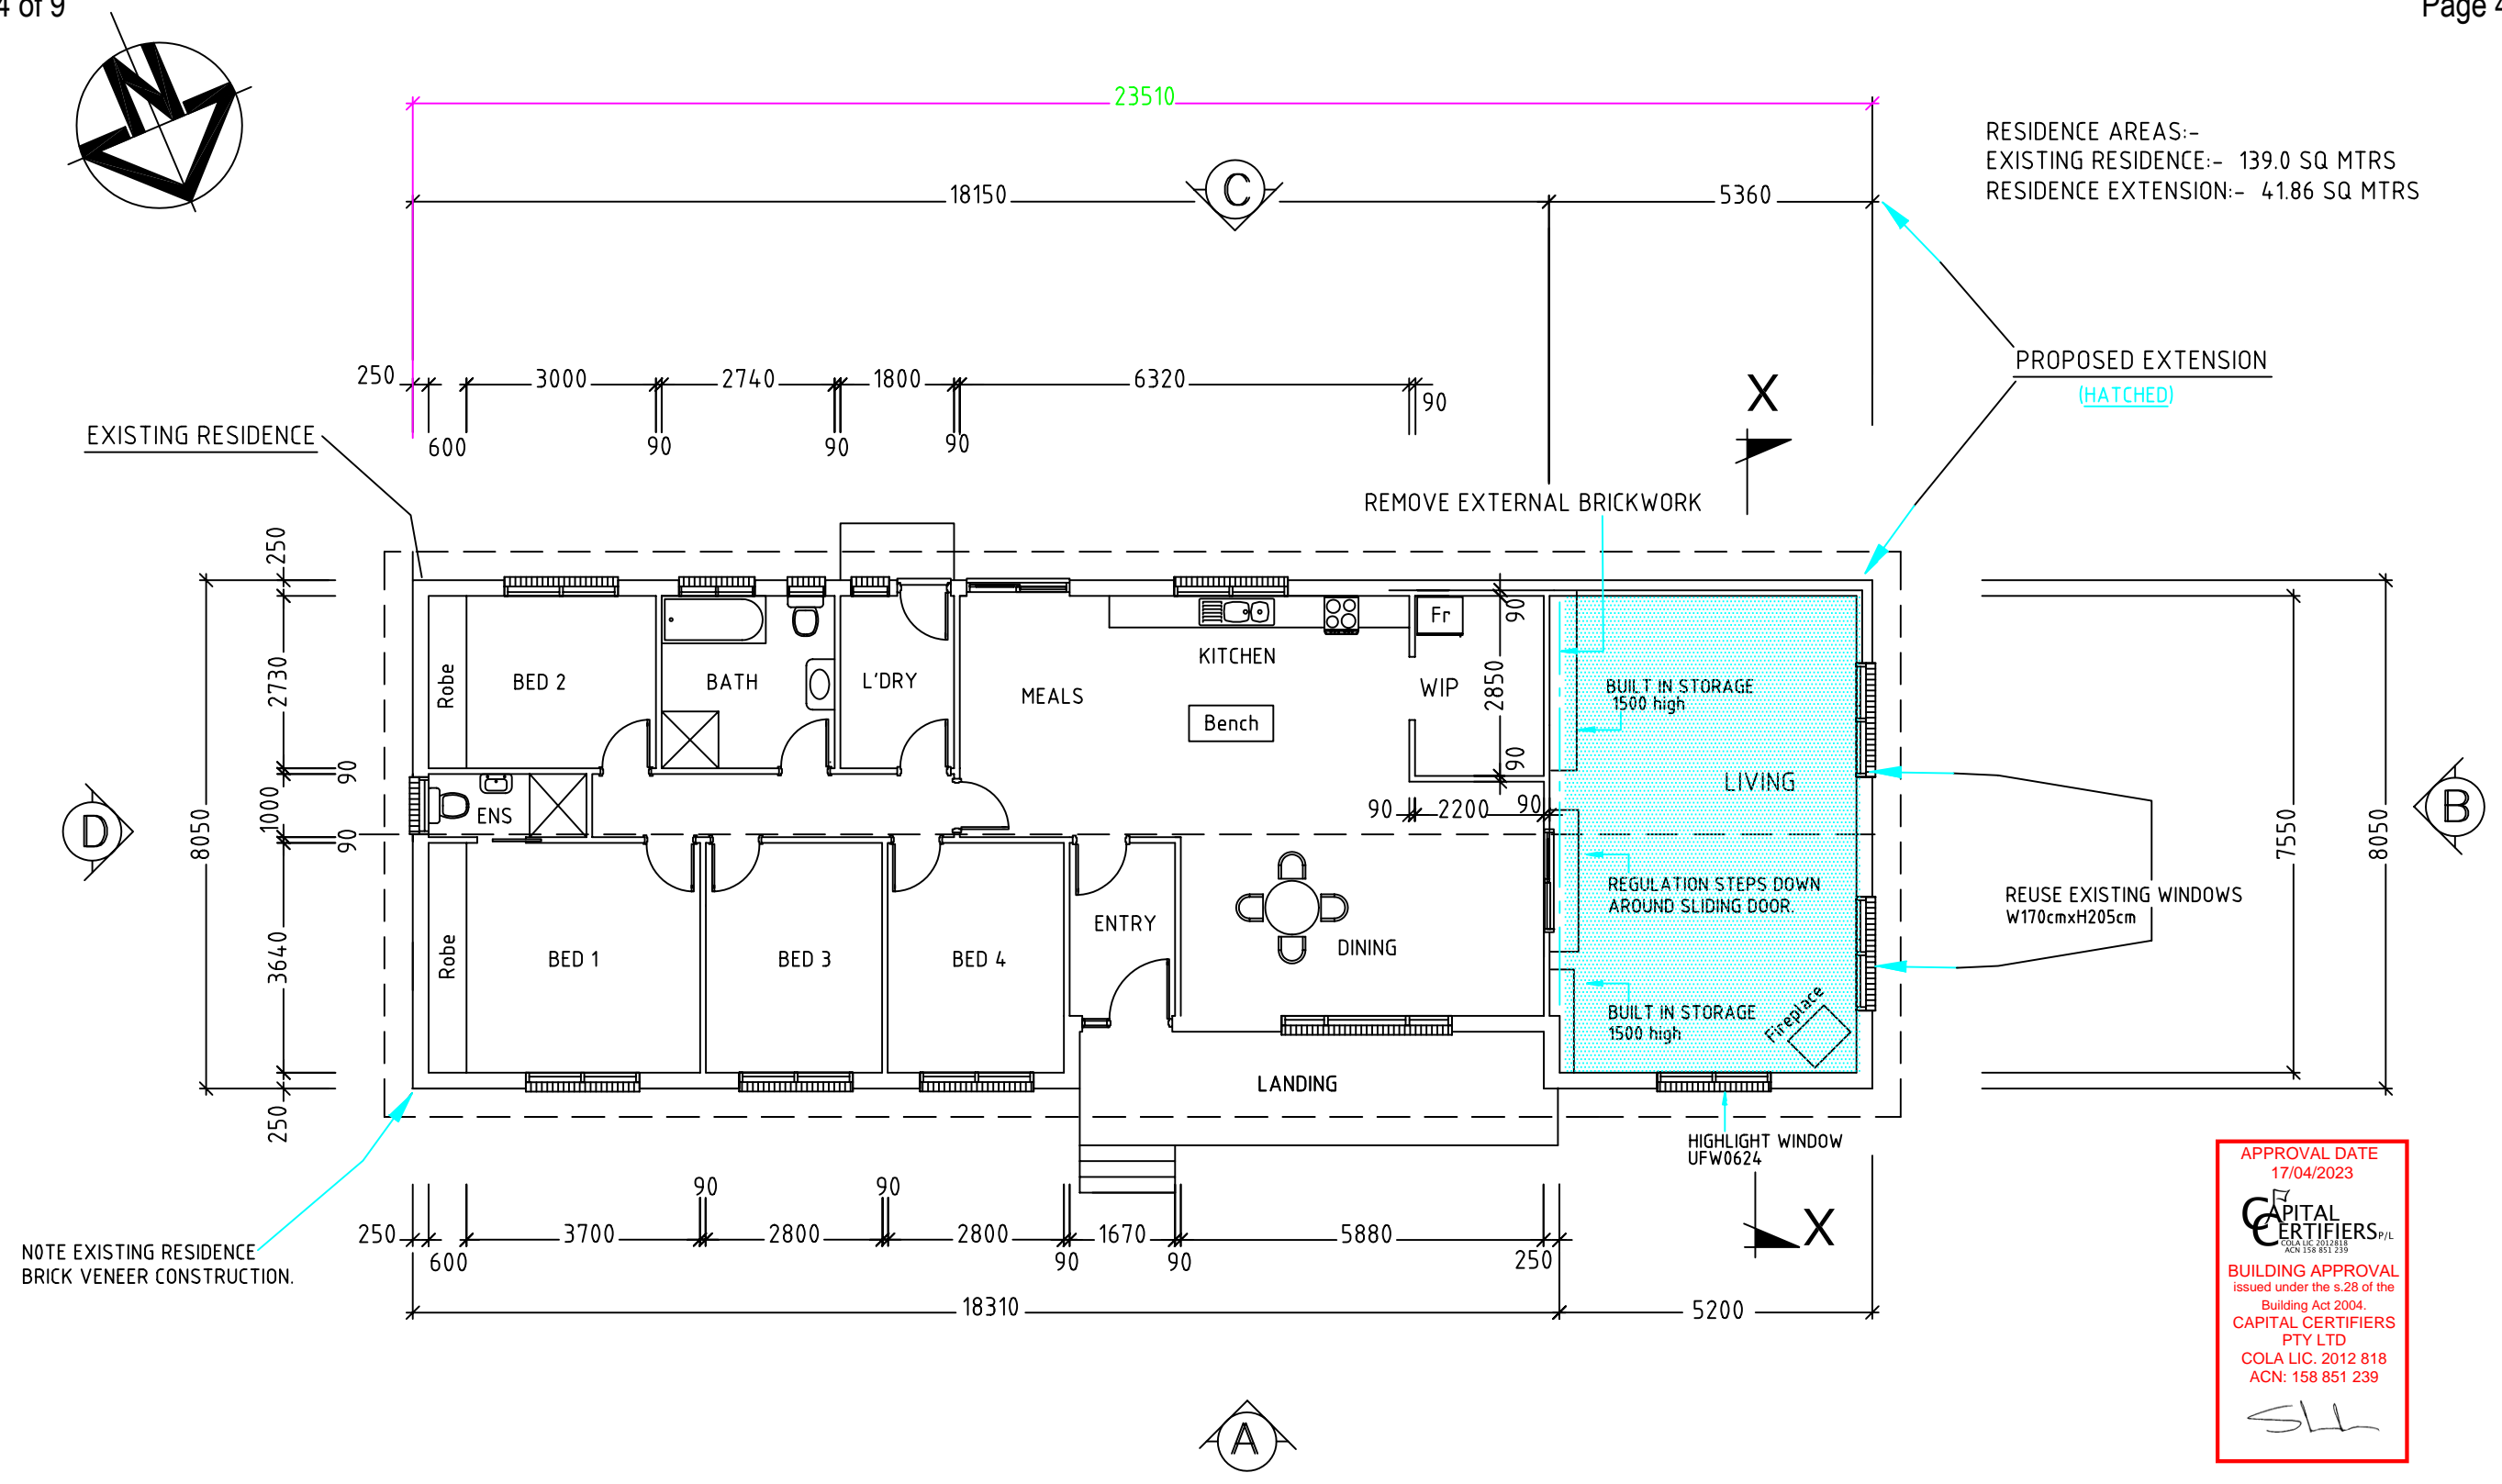 4 of 9
Page 4
N
23510
18150
C
5360
RESIDENCE AREAS:-
EXISTING RESIDENCE:- 139.0 SQ MTRS
RESIDENCE EXTENSION:- 41.86 SQ MTRS
250
3000
2740
1800
6320
90
600
90
90
90
X
PROPOSED EXTENSION
(HATCHED)
EXISTING RESIDENCE
REMOVE EXTERNAL BRICKWORK
250
2730
90
1000
90
3640
250
8050
D
Robe
BED 2
BATH
L'DRY
MEALS
KITCHEN
Bench
Fr
WIP
90
2850
90
90
2200
90
BUILT IN STORAGE
1500 high
LIVING
ENS
REGULATION STEPS DOWN
AROUND SLIDING DOOR.
Robe
BED 1
BED 3
BED 4
ENTRY
DINING
BUILT IN STORAGE
1500 high
Fireplace
LANDING
7550
8050
B
REUSE EXISTING WINDOWS
W170cmxH205cm
HIGHLIGHT WINDOW
UFW0624
X
NOTE EXISTING RESIDENCE
BRICK VENEER CONSTRUCTION.
250
600
3700
90
2800
90
2800
90
1670
90
5880
250
18310
5200
A
APPROVAL DATE
17/04/2023
CAPITAL
CERTIFIERS P/L
COLA LIC 2012818
ACN 158 851 239
BUILDING APPROVAL
issued under the s.28 of the
Building Act 2004.
CAPITAL CERTIFIERS
PTY LTD
COLA LIC. 2012 818
ACN: 158 851 239